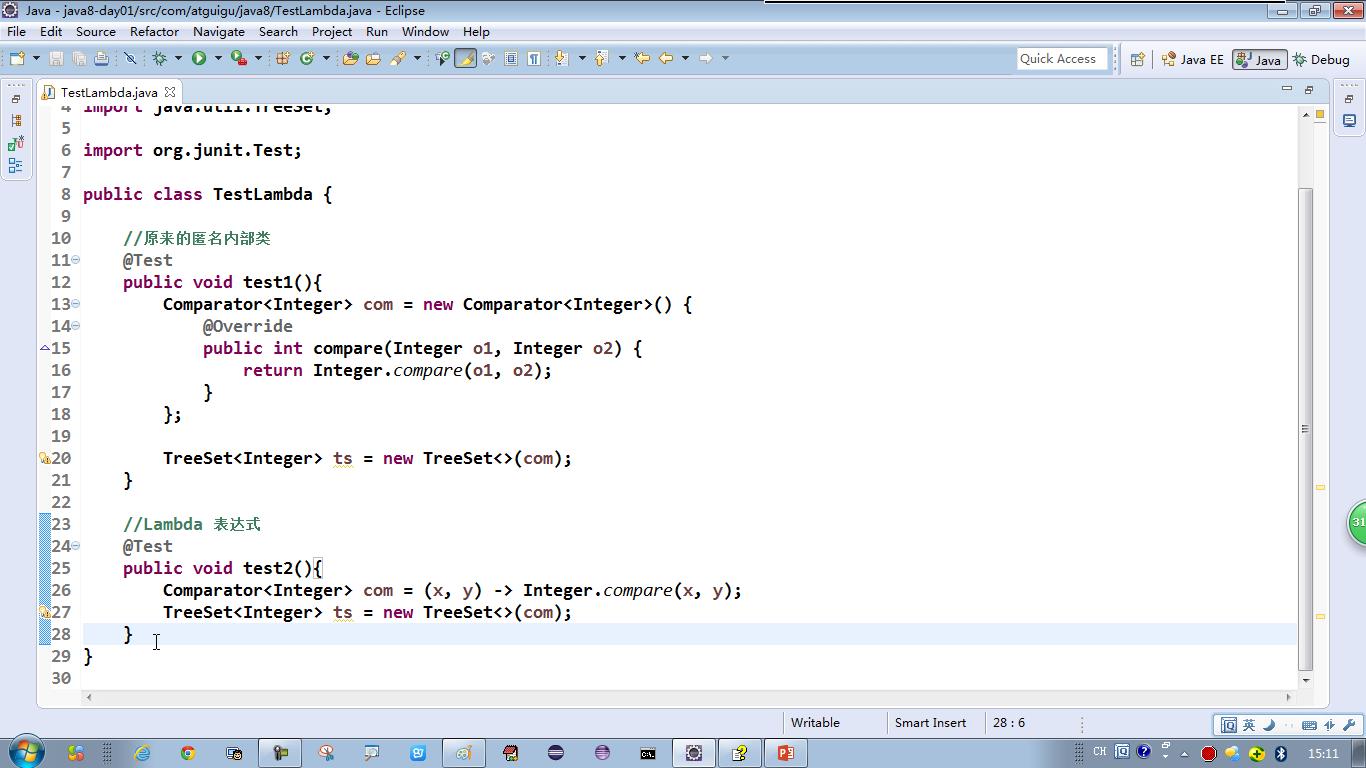 Java - java8-day01/src/com/atguigu/java8/TestLambda.java - Eclipse
File Edit Source Refactor Navigate Search Project Run Window Help
Quick Access Java EE Java Debug
TestLambda.java
4 import java.util.TreeSet;
5
6 import org.junit.Test;
7
8 public class TestLambda {
9
10 //原来的匿名内部类
11 @Test
12 public void test1(){
13 Comparator<Integer> com = new Comparator<Integer>() {
14 @Override
15 public int compare(Integer o1, Integer o2) {
16 return Integer.compare(o1, o2);
17 }
18 };
19
20 TreeSet<Integer> ts = new TreeSet<>(com);
21 }
22
23 //Lambda 表达式
24 @Test
25 public void test2(){
26 Comparator<Integer> com = (x, y) -> Integer.compare(x, y);
27 TreeSet<Integer> ts = new TreeSet<>(com);
28 }
29 }
30
31
Writable Smart Insert 28 : 6
英
CH 15:11